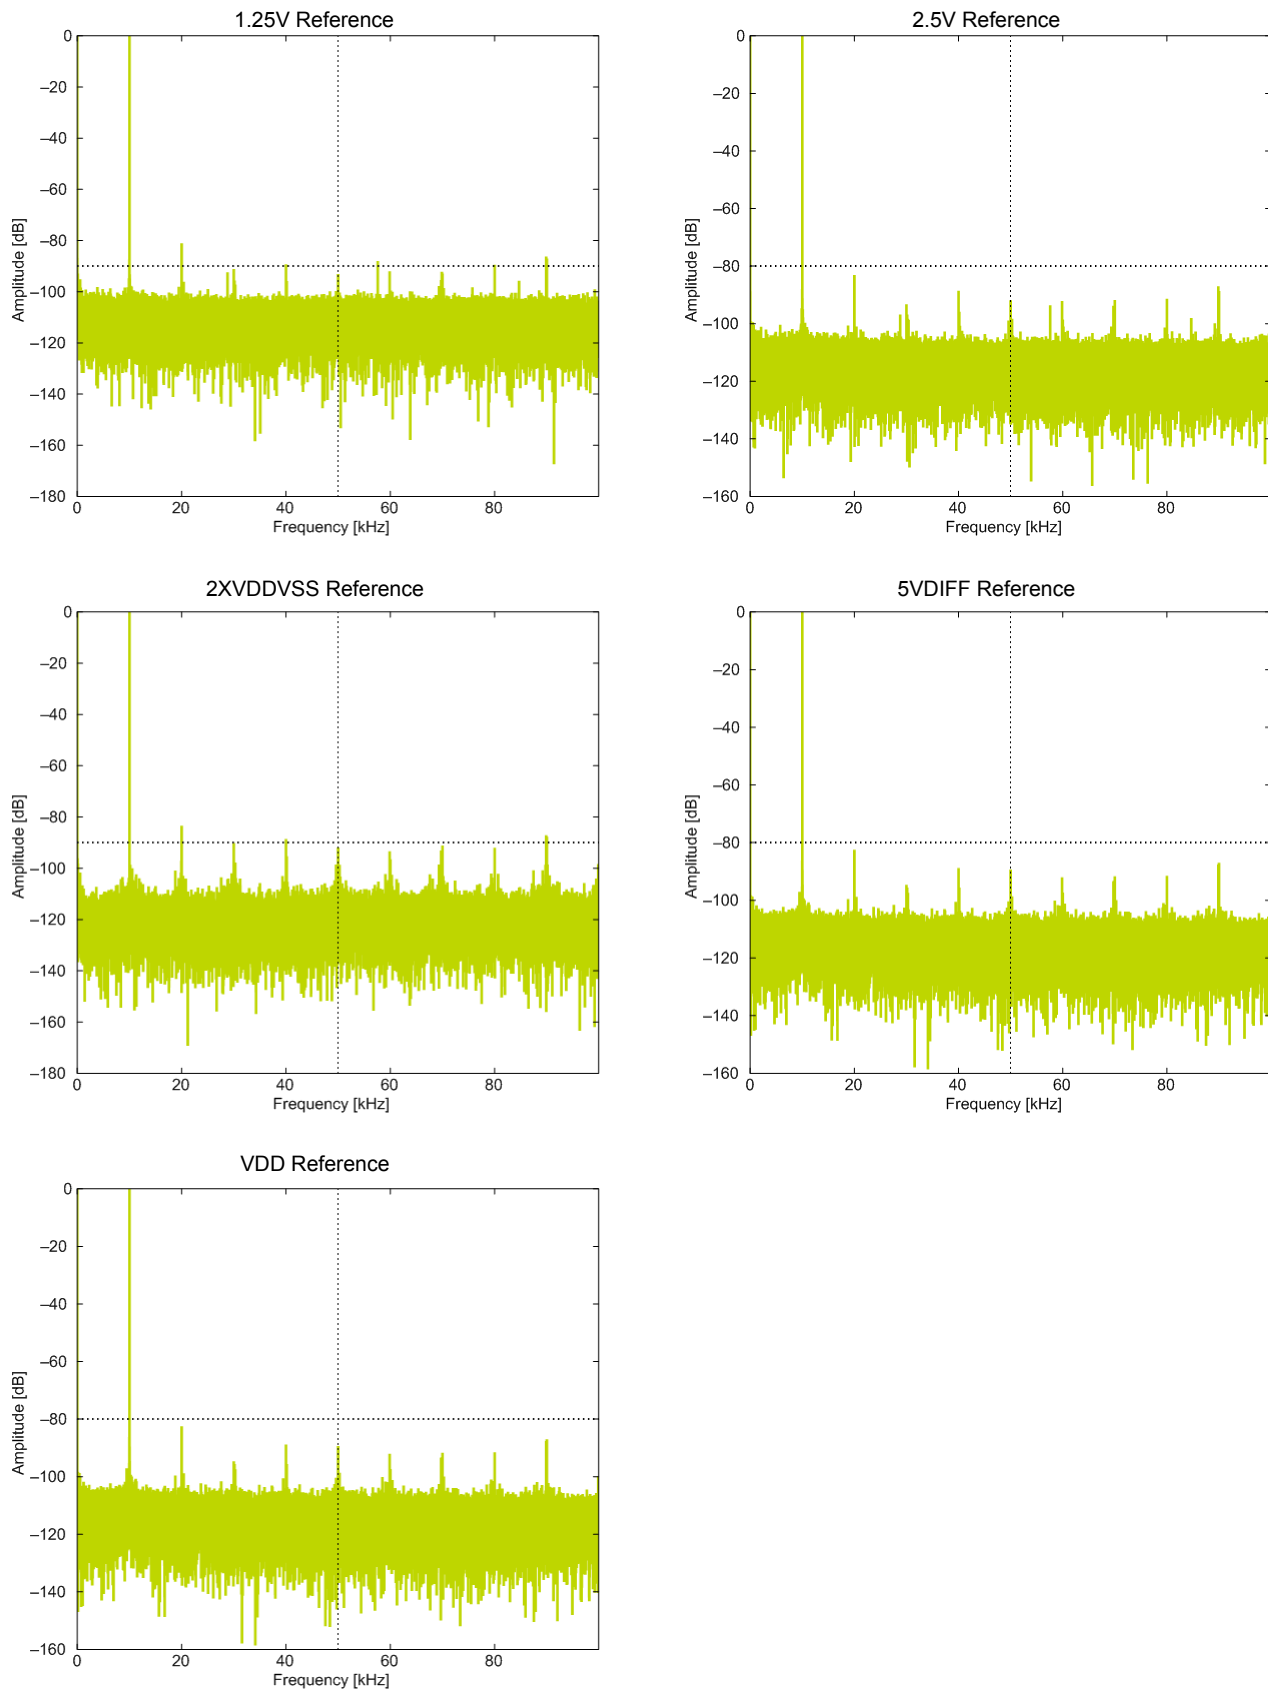 1.25V Reference
0
–20
–40
–60
–80
–100
–120
–140
–160
–180
Amplitude [dB]
0 20 40 60 80
Frequency [kHz]
2.5V Reference
0
–20
–40
–60
–80
–100
–120
–140
–160
Amplitude [dB]
0 20 40 60 80
Frequency [kHz]
2XVDDVSS Reference
0
–20
–40
–60
–80
–100
–120
–140
–160
–180
Amplitude [dB]
0 20 40 60 80
Frequency [kHz]
5VDIFF Reference
0
–20
–40
–60
–80
–100
–120
–140
–160
Amplitude [dB]
0 20 40 60 80
Frequency [kHz]
VDD Reference
0
–20
–40
–60
–80
–100
–120
–140
–160
Amplitude [dB]
0 20 40 60 80
Frequency [kHz]